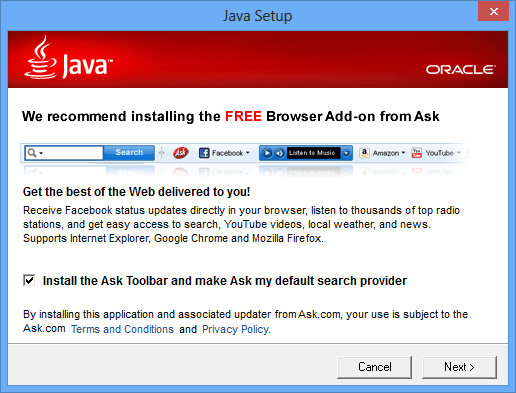 Java Setup
Java™
ORACLE
We recommend installing the FREE Browser Add-on from Ask
Search Ask Facebook Listen to Music Amazon YouTube
Get the best of the Web delivered to you!
Receive Facebook status updates directly in your browser, listen to thousands of top radio
stations, and get easy access to search, YouTube videos, local weather, and news.
Supports Internet Explorer, Google Chrome and Mozilla Firefox.
Install the Ask Toolbar and make Ask my default search provider
By installing this application and associated updater from Ask.com, your use is subject to the
Ask.com Terms and Conditions and Privacy Policy.
Cancel
Next >